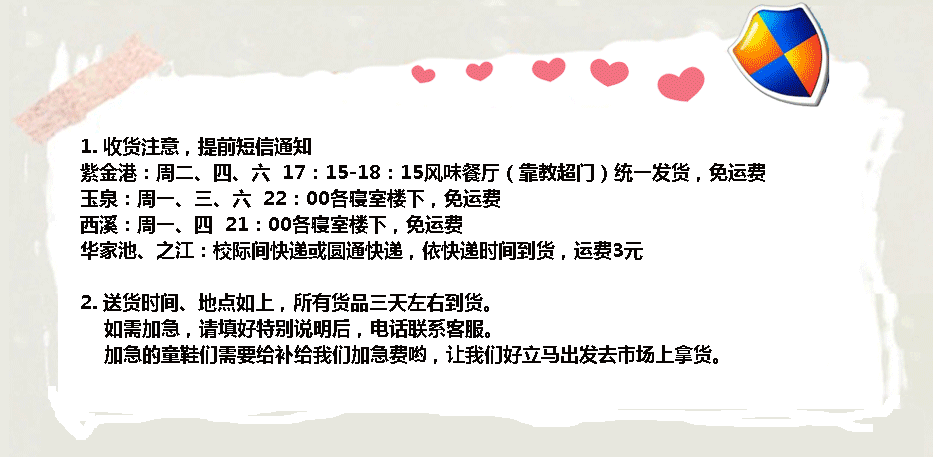 1. 收货注意，提前短信通知
紫金港：周二、四、六 17：15-18：15风味餐厅（靠教超门）统一发货，免运费
玉泉：周一、三、六 22：00各寝室楼下，免运费
西溪：周一、四 21：00各寝室楼下，免运费
华家池、之江：校际间快递或圆通快递，依快递时间到货，运费3元
2. 送货时间、地点如上，所有货品三天左右到货。
如需加急，请填好特别说明后，电话联系客服。
加急的童鞋们需要给补给我们加急费哟，让我们好立马出发去市场上拿货。